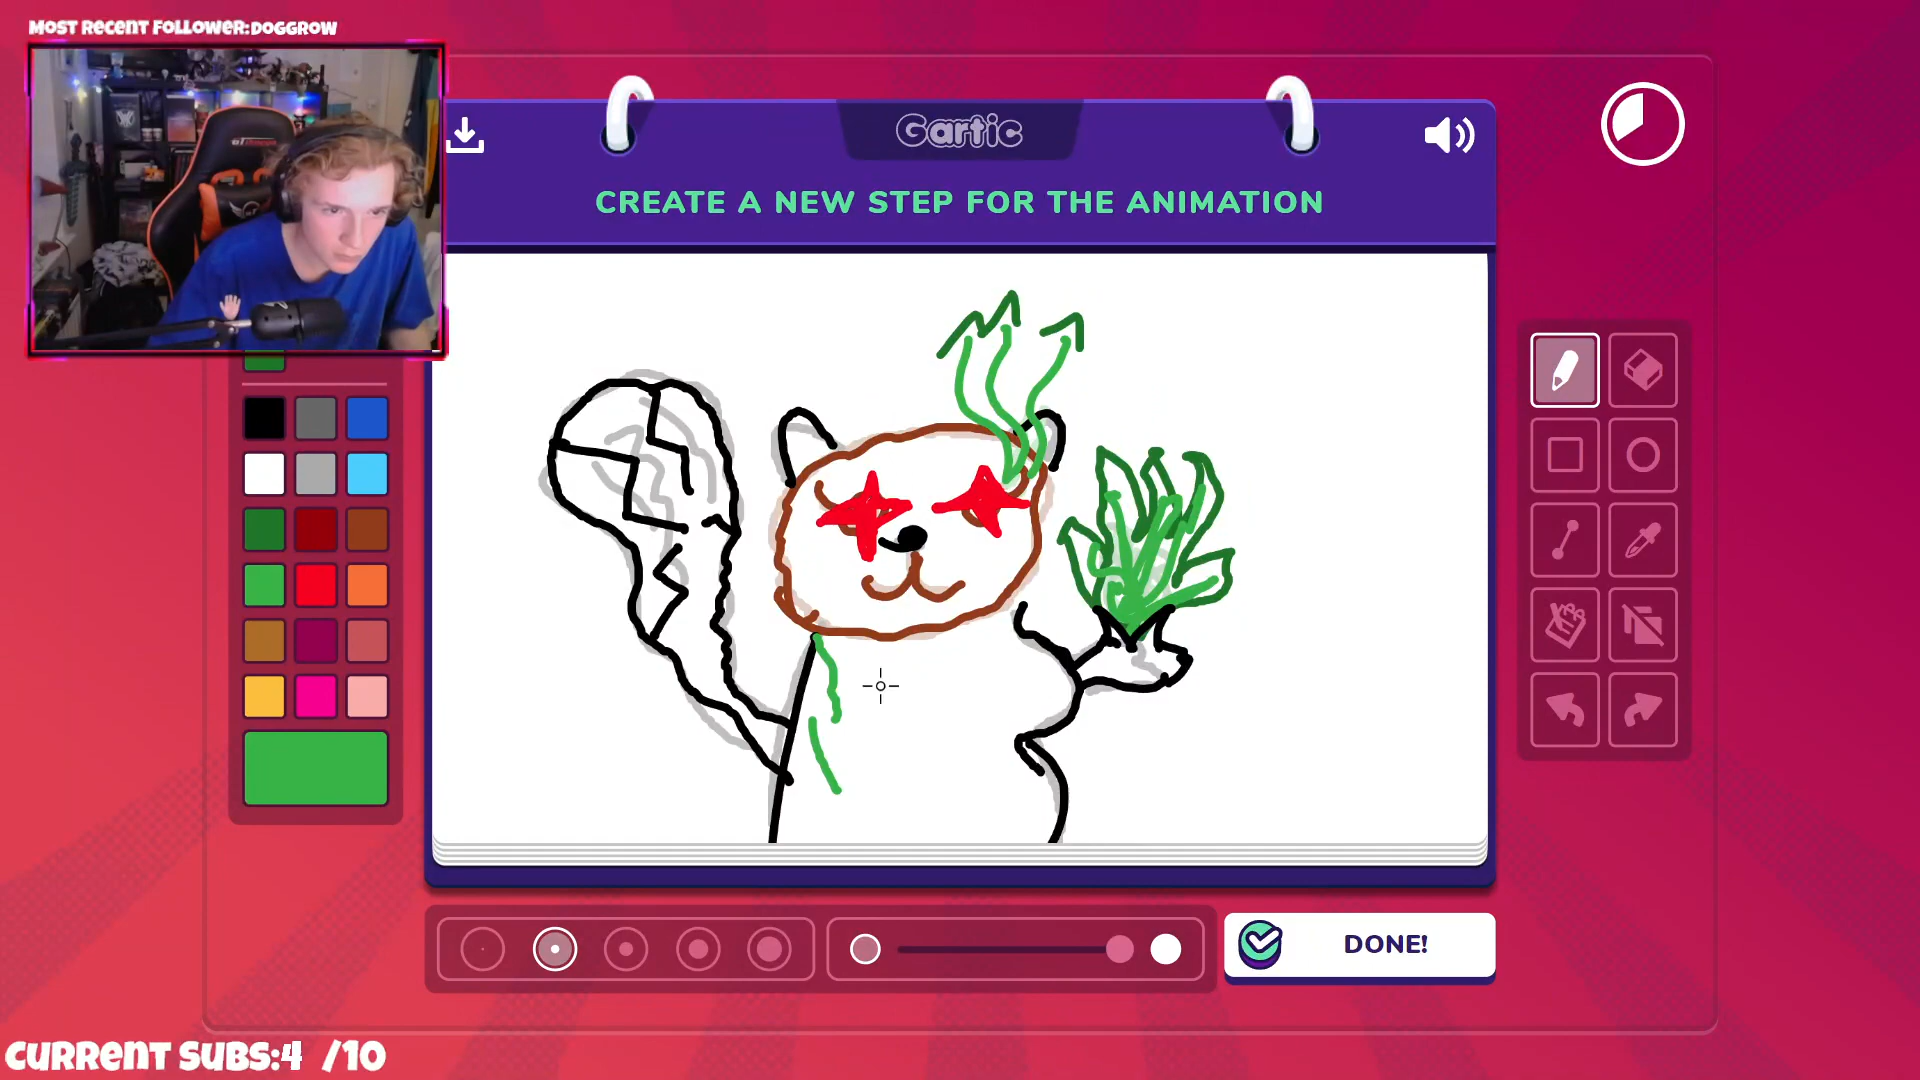 MOST RECENT FOLLOWER:DOGGROW
Gartic
CREATE A NEW STEP FOR THE ANIMATION
DONE!
CURRENT SUBS:4 /10